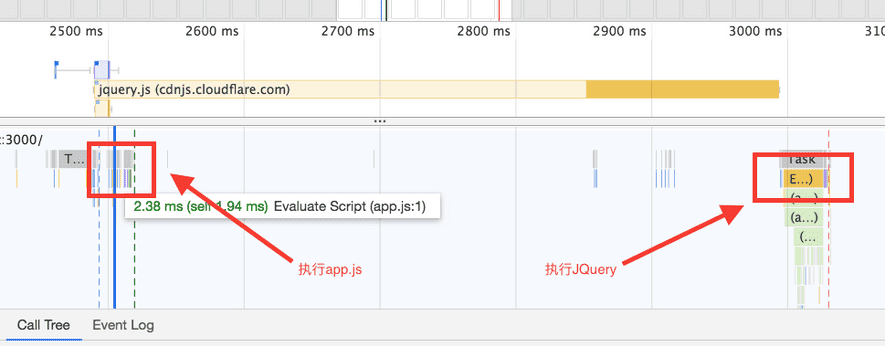 2500 ms 2600 ms 2700 ms 2800 ms 2900 ms 3000 ms 310
jquery.js (cdnjs.cloudflare.com)
...
:3000/
T... Task
E...)
2.38 ms (self 1.94 ms) Evaluate Script (app.js:1)
(a...)
(a...)
(...
执行app.js 执行JQuery
Call Tree Event Log